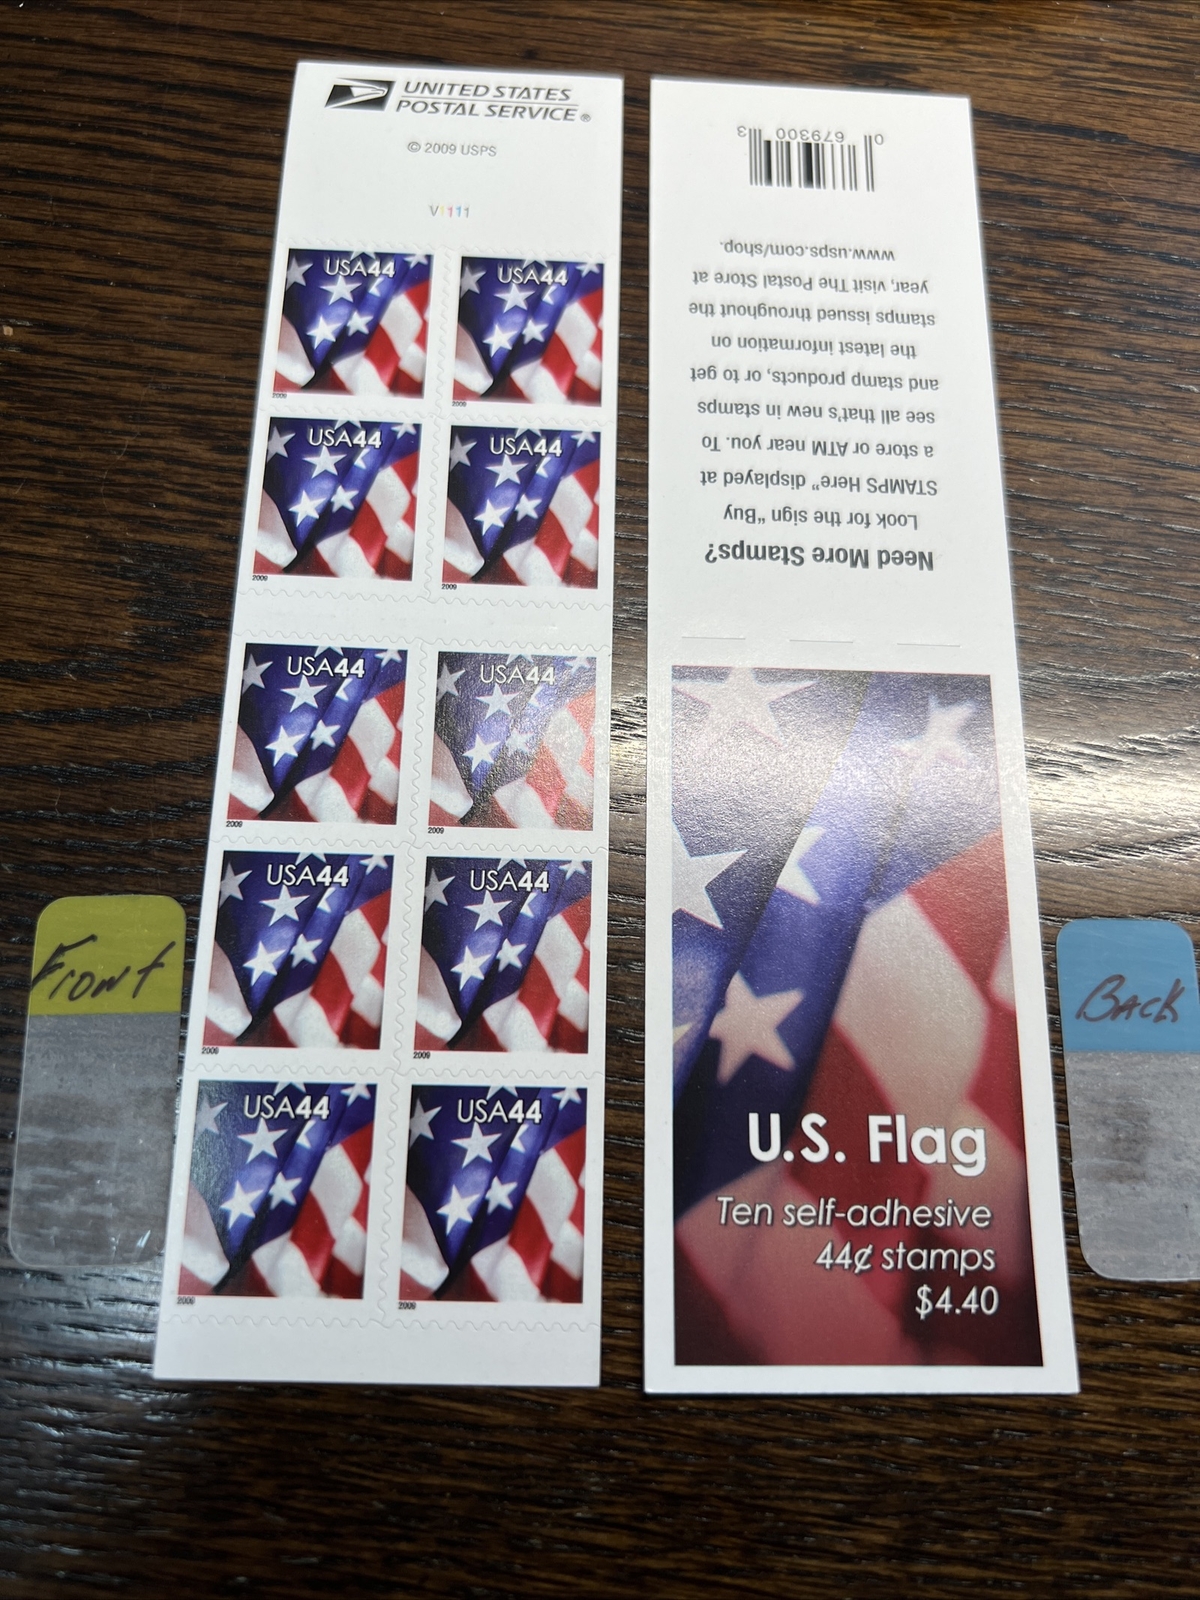 UNITED STATES
POSTAL SERVICE®
© 2009 USPS
V1111
USA44
2009
USA44
2009
USA44
2009
USA44
2009
USA44
2009
USA44
2009
USA44
2009
USA44
2009
USA44
2009
USA44
2009
Front
Need More Stamps?
Look for the sign "Buy
STAMPS Here" displayed at
a store or ATM near you. To
see all that's new in stamps
and stamp products, or to get
the latest information on
stamps issued throughout the
year, visit The Postal Store at
www.usps.com/shop.
0 679300 3
U.S. Flag
Ten self-adhesive
44¢ stamps
$4.40
BACK